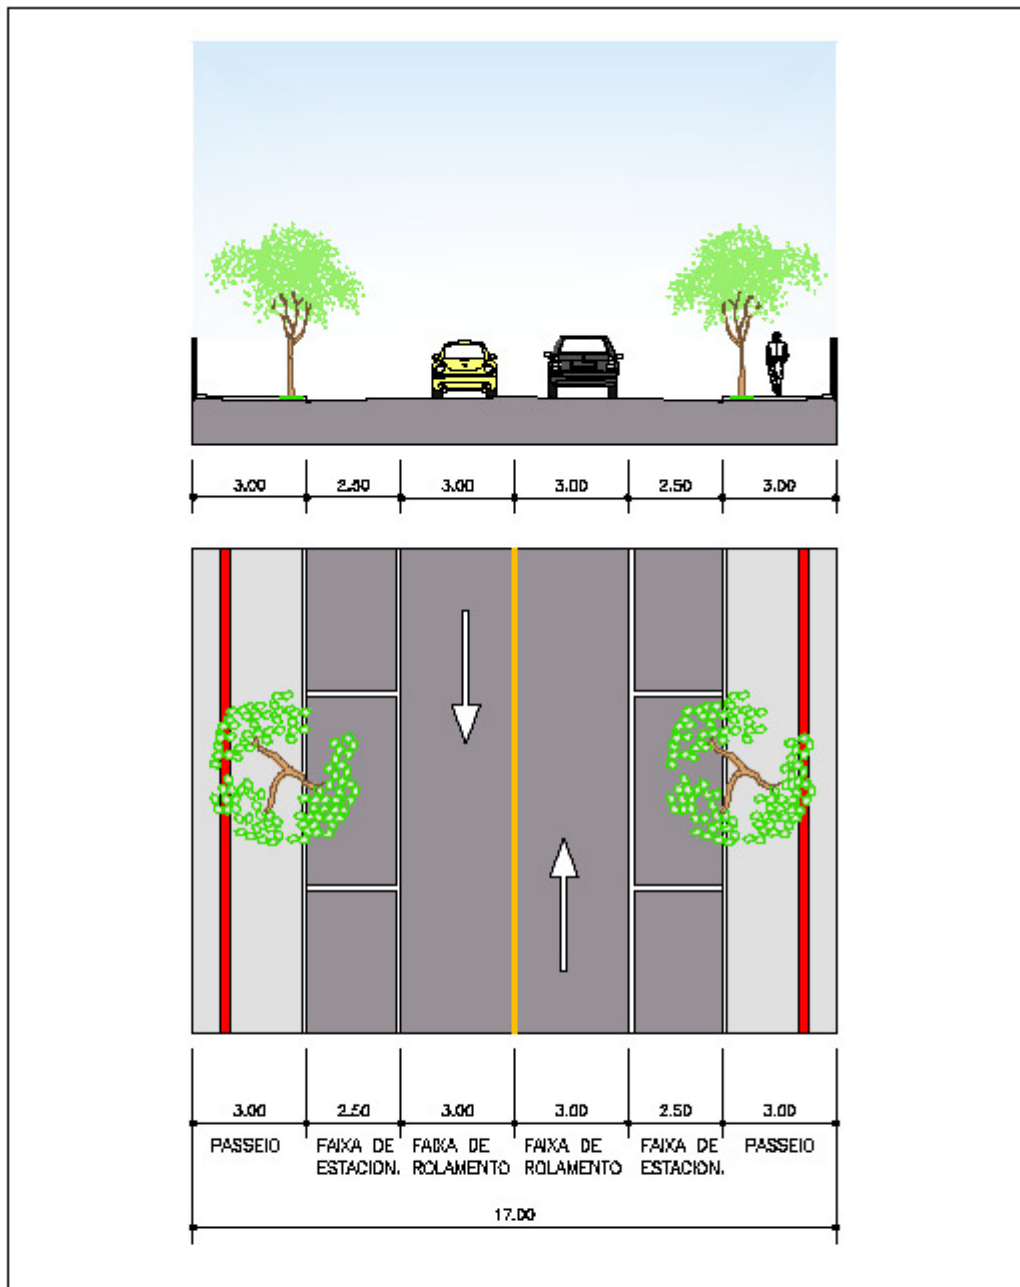 3.00 2.50 3.00 3.00 2.50 3.00
3.00 2.50 3.00 3.00 2.50 3.00
PASSEIO FAIXA DE FAIXA DE FAIXA DE FAIXA DE PASSEIO
ESTACION. ROLAMENTO ROLAMENTO ESTACION.
17.00